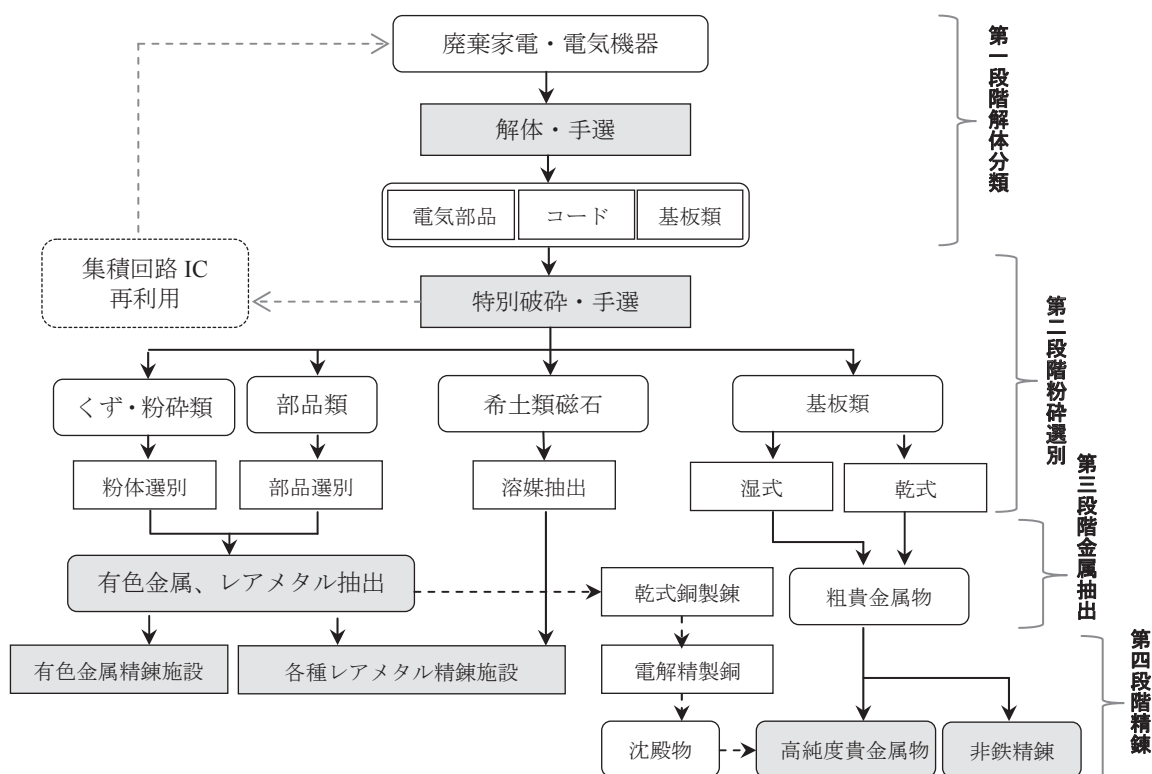 廃棄家電・電気機器
解体・手選
電気部品
コード
基板類
第一段階解体分類
集積回路 IC
再利用
特別破砕・手選
くず・粉砕類
部品類
希土類磁石
基板類
粉体選別
部品選別
溶媒抽出
湿式
乾式
第二段階粉砕選別
有色金属、レアメタル抽出
乾式銅製錬
粗貴金属物
第三段階金属抽出
有色金属精錬施設
各種レアメタル精錬施設
電解精製銅
沈殿物
高純度貴金属物
非鉄精錬
第四段階精錬